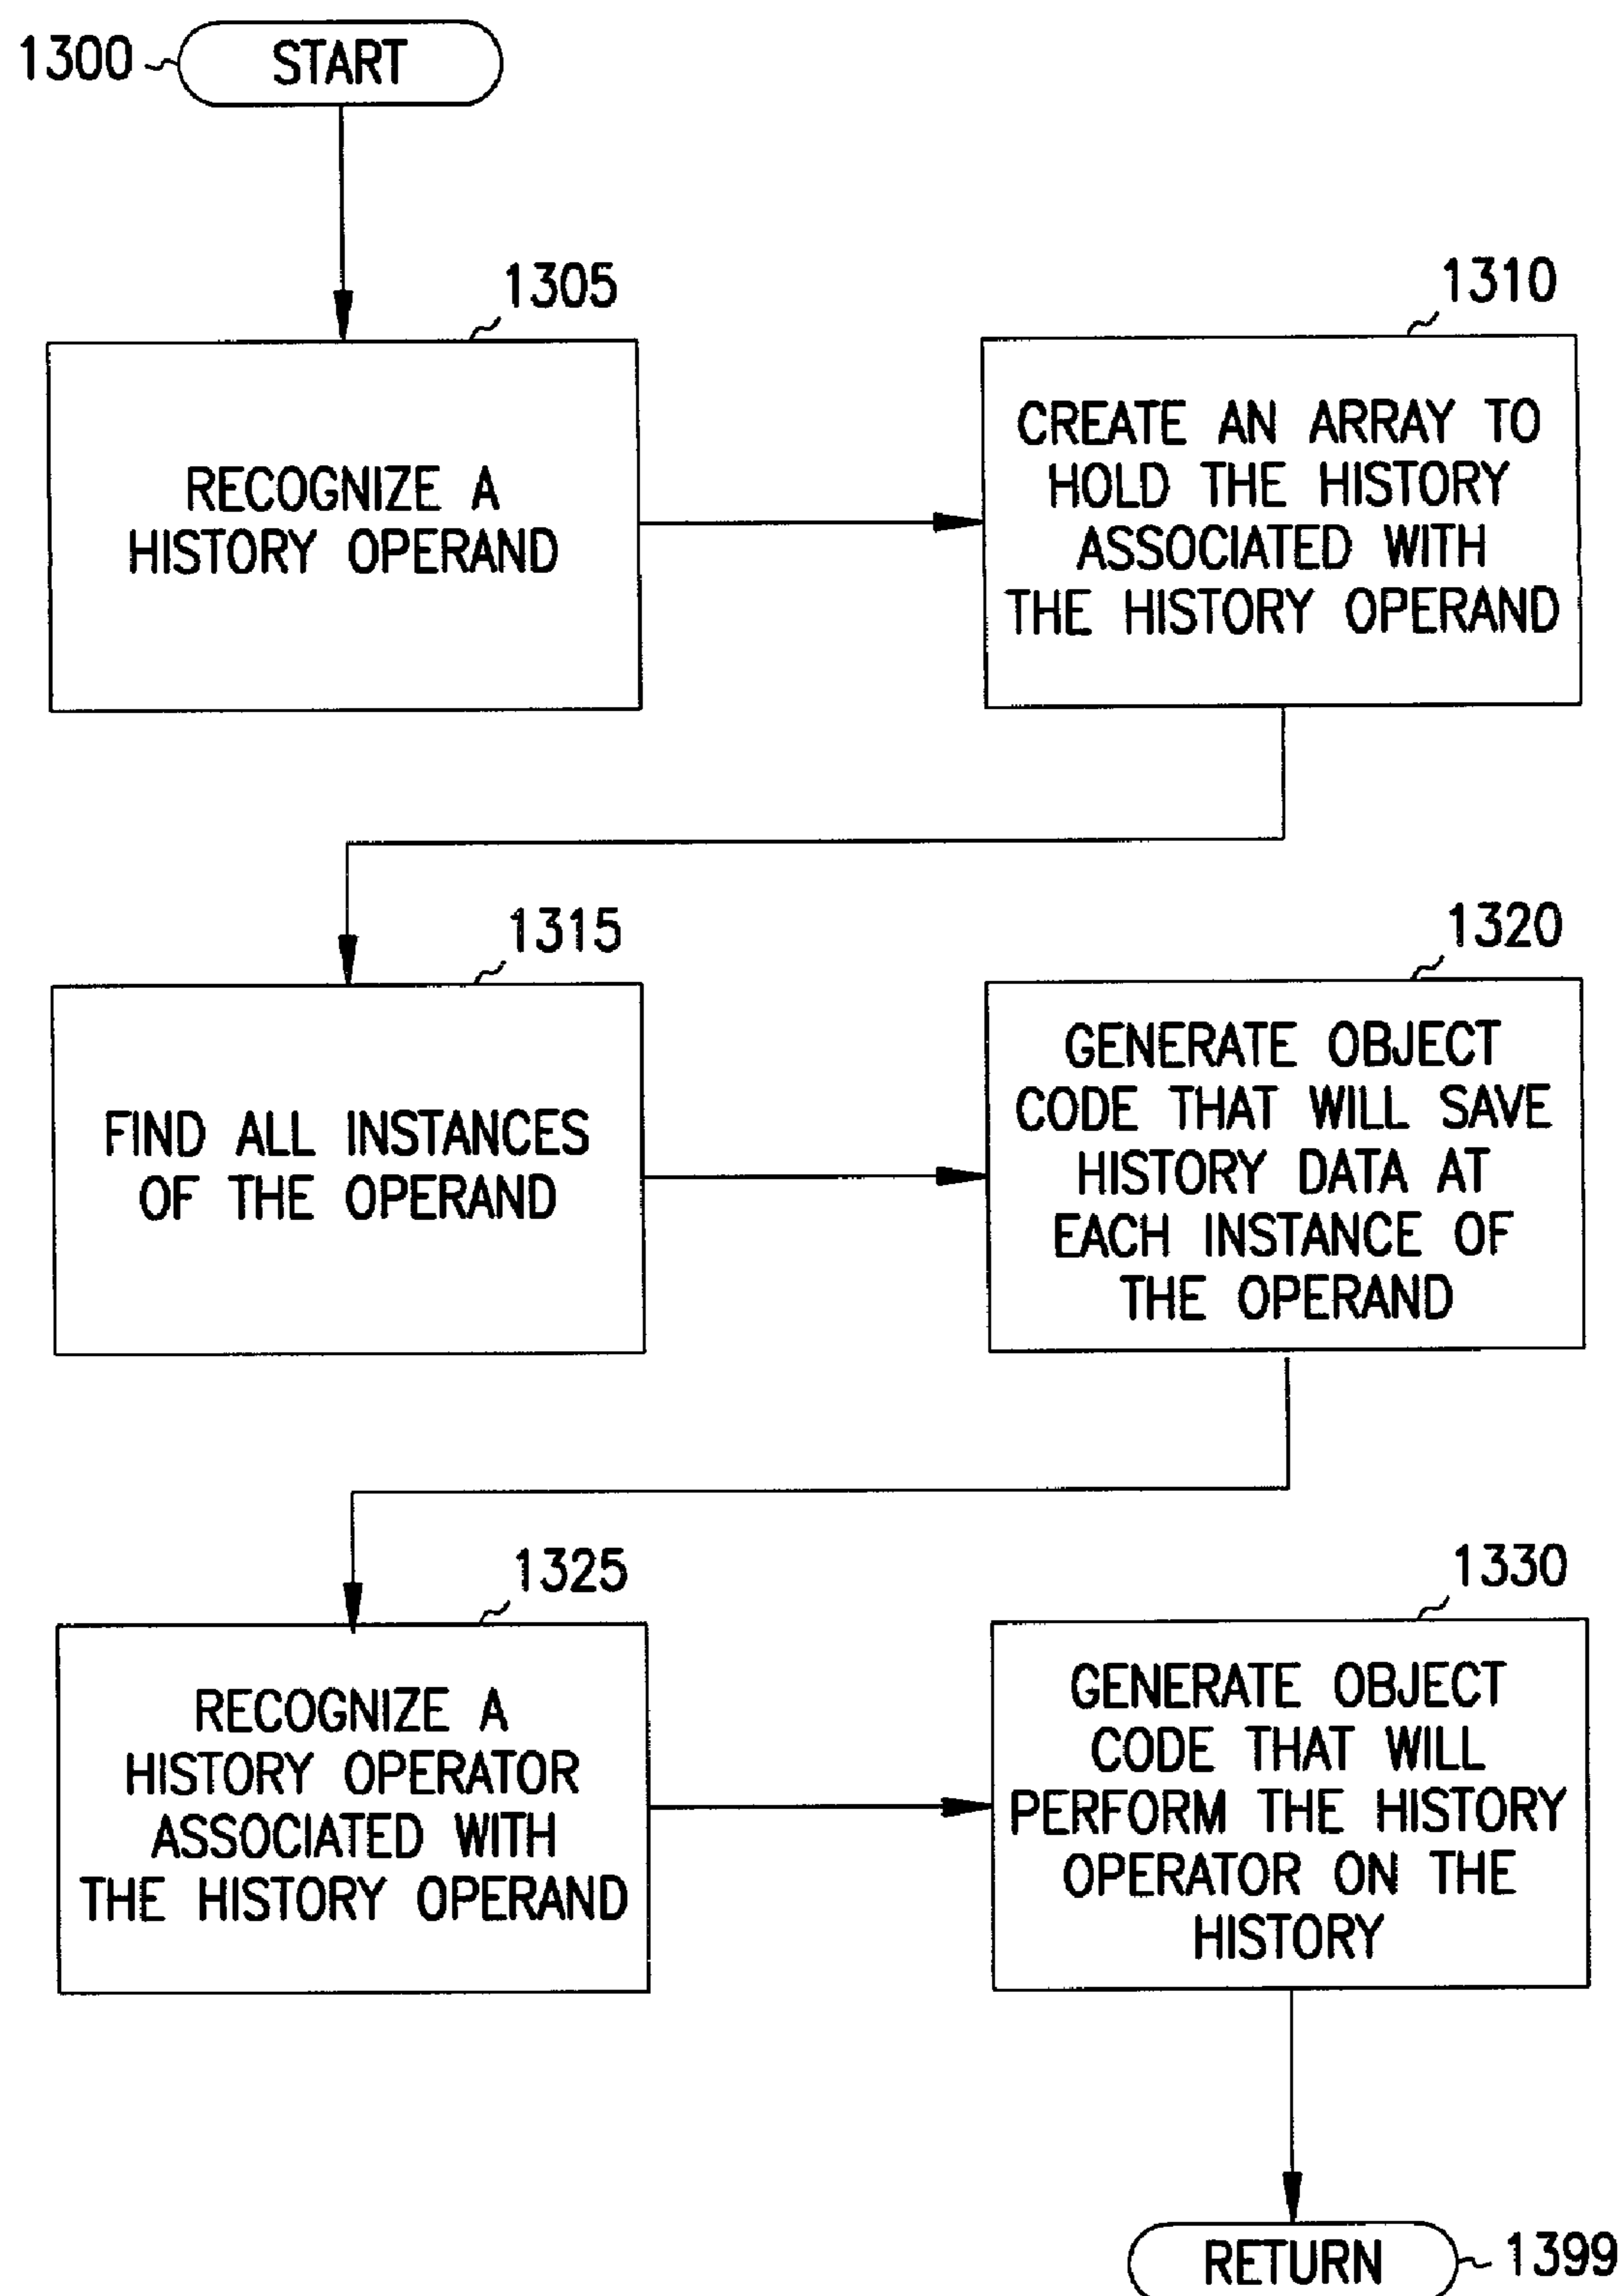 1300
START
1305
RECOGNIZE A
HISTORY OPERAND
1310
CREATE AN ARRAY TO
HOLD THE HISTORY
ASSOCIATED WITH
THE HISTORY OPERAND
1315
FIND ALL INSTANCES
OF THE OPERAND
1320
GENERATE OBJECT
CODE THAT WILL SAVE
HISTORY DATA AT
EACH INSTANCE OF
THE OPERAND
1325
RECOGNIZE A
HISTORY OPERATOR
ASSOCIATED WITH
THE HISTORY OPERAND
1330
GENERATE OBJECT
CODE THAT WILL
PERFORM THE HISTORY
OPERATOR ON THE
HISTORY
RETURN
1399